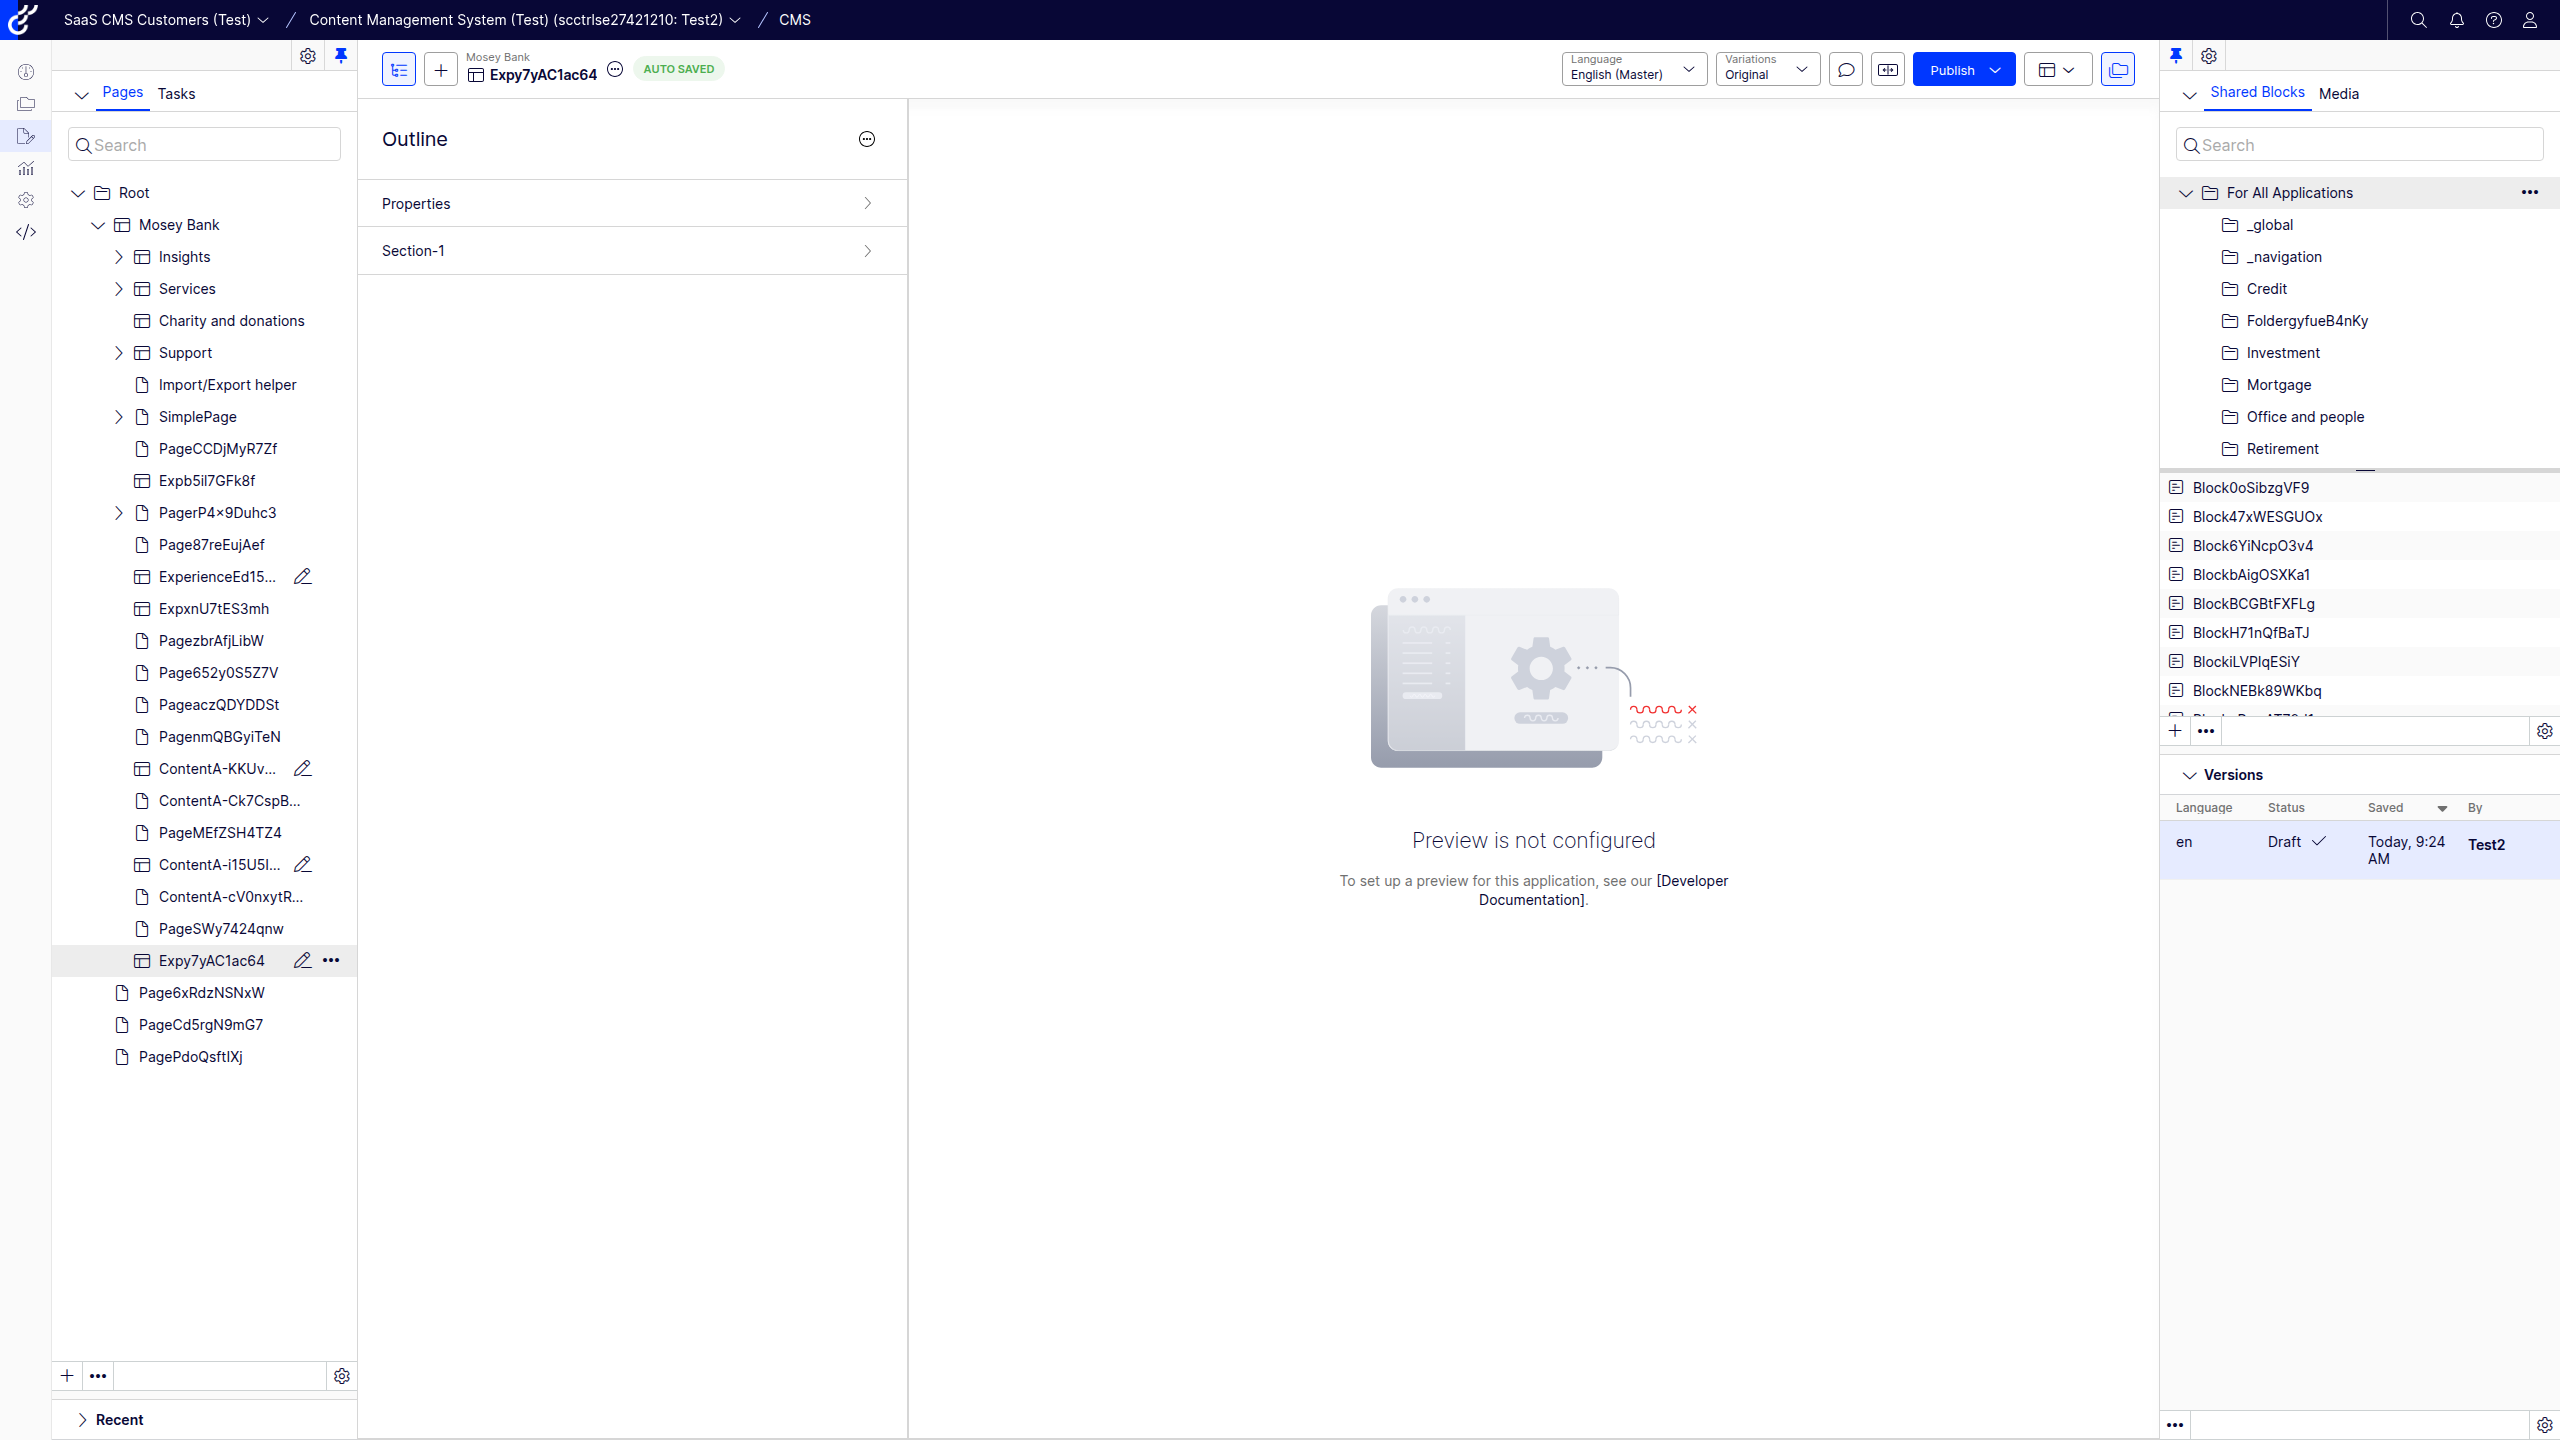 SaaS CMS Customers (Test) / Content Management System (Test) (scctrlse27421210: Test2) / CMS
Pages Tasks
Search
Root
Mosey Bank
Insights
Services
Charity and donations
Support
Import/Export helper
SimplePage
PageCCDjMyR7Zf
Expb5il7GFk8f
PagerP4x9Duhc3
Page87reEujAef
ExperienceEd15...
ExpxnU7tES3mh
PagezbrAfjLibW
Page652y0S5Z7V
PageaczQDYDDSt
PagenmQBGyiTeN
ContentA-KKUv...
ContentA-Ck7CspB...
PageMEfZSH4TZ4
ContentA-i15U5I...
ContentA-cV0nxytR...
PageSWy7424qnw
Expy7yAC1ac64
Page6xRdzNSNxW
PageCd5rgN9mG7
PagePdoQsftIXj
Recent
Mosey Bank
Expy7yAC1ac64
AUTO SAVED
Language
English (Master)
Variations
Original
Publish
Outline
Properties
Section-1
Preview is not configured
To set up a preview for this application, see our [Developer
Documentation].
Shared Blocks Media
Search
For All Applications
_global
_navigation
Credit
FoldergyfueB4nKy
Investment
Mortgage
Office and people
Retirement
Block0oSibzgVF9
Block47xWESGUOx
Block6YiNcpO3v4
BlockbAigOSXKa1
BlockBCGBtFXFLg
BlockH71nQfBaTJ
BlockiLVPlqESiY
BlockNEBk89WKbq
Versions
Language Status Saved By
en Draft Today, 9:24 Test2
AM